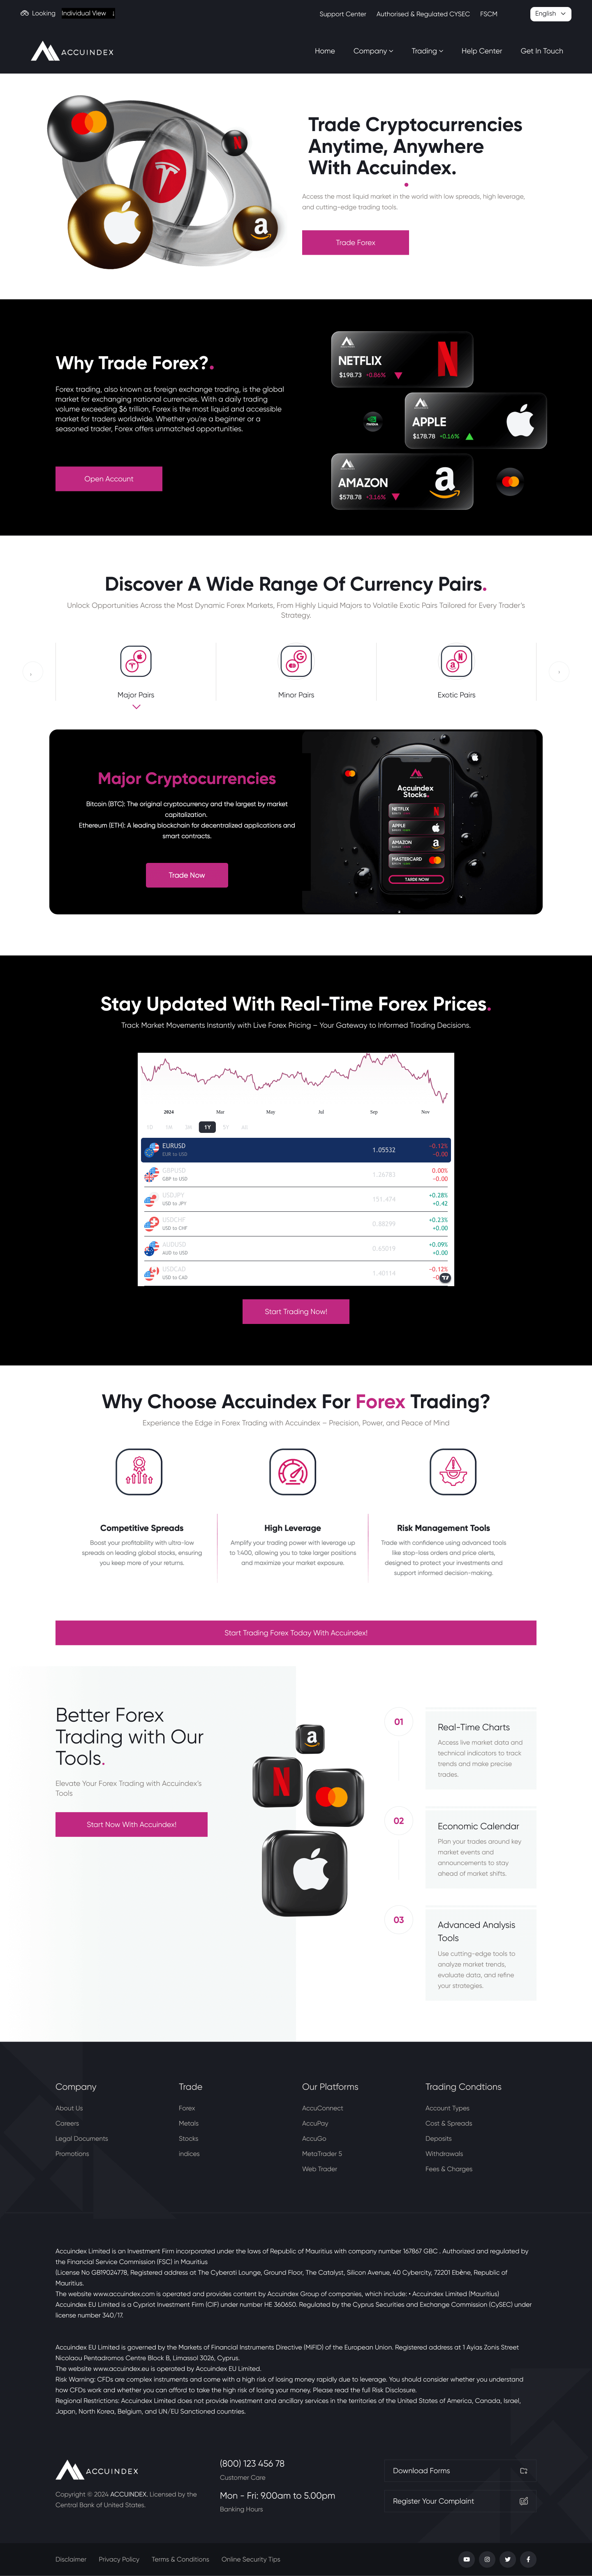 Looking Individual View ↓
Support Center Authorised & Regulated CYSEC FSCM
English
ACCUINDEX
Home Company Trading Help Center Get In Touch
Trade Cryptocurrencies
Anytime, Anywhere
With Accuindex.
Access the most liquid market in the world with low spreads, high leverage,
and cutting-edge trading tools.
Trade Forex
Why Trade Forex?.
Forex trading, also known as foreign exchange trading, is the global
market for exchanging national currencies. With a daily trading
volume exceeding $6 trillion, Forex is the most liquid and accessible
market for traders worldwide. Whether you're a beginner or a
seasoned trader, Forex offers unmatched opportunities.
Open Account
NETFLIX
$198.73 +0.86%
APPLE
$178.78 +0.16%
AMAZON
$578.78 +3.16%
Discover A Wide Range Of Currency Pairs.
Unlock Opportunities Across the Most Dynamic Forex Markets, From Highly Liquid Majors to Volatile Exotic Pairs Tailored for Every Trader's
Strategy.
Major Pairs
Minor Pairs
Exotic Pairs
Major Cryptocurrencies
Bitcoin (BTC): The original cryptocurrency and the largest by market
capitalization.
Ethereum (ETH): A leading blockchain for decentralized applications and
smart contracts.
Trade Now
Accuindex
Stocks.
NETFLIX
APPLE
AMAZON
MASTERCARD
TARDE NOW
Stay Updated With Real-Time Forex Prices.
Track Market Movements Instantly with Live Forex Pricing – Your Gateway to Informed Trading Decisions.
2024 Mar May Jul Sep Nov
1Y
EURUSD 1.05532 −0.12%
EUR to USD −0.00
GBPUSD 1.26783 0.00%
GBP to USD −0.00
USDJPY 151.474 +0.28%
USD to JPY +0.42
USDCHF 0.88299 +0.23%
USD to CHF +0.00
AUDUSD 0.65019 +0.09%
AUD to USD +0.00
USDCAD 1.40114 −0.12%
USD to CAD
Start Trading Now!
Why Choose Accuindex For Forex Trading?
Experience the Edge in Forex Trading with Accuindex – Precision, Power, and Peace of Mind
Competitive Spreads
Boost your profitability with ultra-low
spreads on leading global stocks, ensuring
you keep more of your returns.
High Leverage
Amplify your trading power with leverage up
to 1:400, allowing you to take larger positions
and maximize your market exposure.
Risk Management Tools
Trade with confidence using advanced tools
like stop-loss orders and price alerts,
designed to protect your investments and
support informed decision-making.
Start Trading Forex Today With Accuindex!
Better Forex
Trading with Our
Tools.
Elevate Your Forex Trading with Accuindex's
Tools
Start Now With Accuindex!
01
Real-Time Charts
Access live market data and
technical indicators to track
trends and make precise
trades.
02
Economic Calendar
Plan your trades around key
market events and
announcements to stay
ahead of market shifts.
03
Advanced Analysis
Tools
Use cutting-edge tools to
analyze market trends,
evaluate data, and refine
your strategies.
Company
About Us
Careers
Legal Documents
Promotions
Trade
Forex
Metals
Stocks
indices
Our Platforms
AccuConnect
AccuPay
AccuGo
MetaTrader 5
Web Trader
Trading Condtions
Account Types
Cost & Spreads
Deposits
Withdrawals
Fees & Charges
Accuindex Limited is an Investment Firm incorporated under the laws of Republic of Mauritius with company number 167867 GBC . Authorized and regulated by
the Financial Service Commission (FSC) in Mauritius
(License No GB19024778, Registered address at The Cyberati Lounge, Ground Floor, The Catalyst, Silicon Avenue, 40 Cybercity, 72201 Ebène, Republic of
Mauritius.
The website www.accuindex.com is operated and provides content by Accuindex Group of companies, which include: • Accuindex Limited (Mauritius)
Accuindex EU Limited is a Cypriot Investment Firm (CIF) under number HE 360650. Regulated by the Cyprus Securities and Exchange Commission (CySEC) under
license number 340/17.
Accuindex EU Limited is governed by the Markets of Financial Instruments Directive (MiFID) of the European Union. Registered address at 1 Ayias Zonis Street
Nicolaou Pentadromos Centre Block B, Limassol 3026, Cyprus.
The website www.accuindex.eu is operated by Accuindex EU Limited.
Risk Warning: CFDs are complex instruments and come with a high risk of losing money rapidly due to leverage. You should consider whether you understand
how CFDs work and whether you can afford to take the high risk of losing your money. Please read the full Risk Disclosure.
Regional Restrictions: Accuindex Limited does not provide investment and ancillary services in the territories of the United States of America, Canada, Israel,
Japan, North Korea, Belgium, and UN/EU Sanctioned countries.
ACCUINDEX
Copyright © 2024 ACCUINDEX. Licensed by the
Central Bank of United States.
(800) 123 456 78
Customer Care
Mon - Fri: 9.00am to 5.00pm
Banking Hours
Download Forms
Register Your Complaint
Disclaimer Privacy Policy Terms & Conditions Online Security Tips